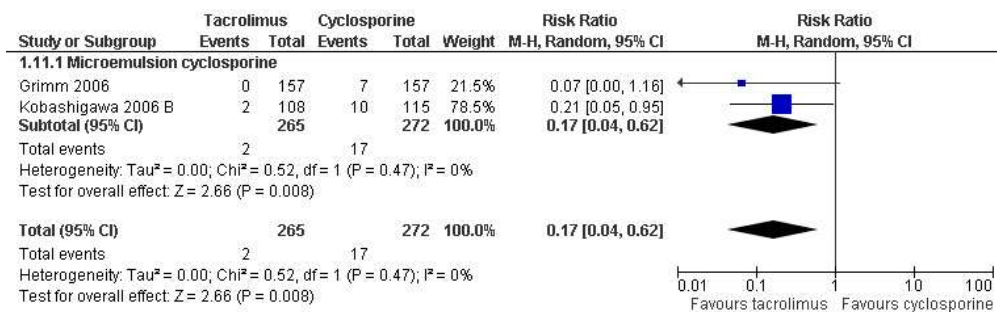 Tacrolimus Cyclosporine Risk Ratio Risk Ratio
Study or Subgroup Events Total Events Total Weight M-H, Random, 95% CI M-H, Random, 95% CI
1.11.1 Microemulsion cyclosporine
Grimm 2006 0 157 7 157 21.5% 0.07 [0.00, 1.16]
Kobashigawa 2006 B 2 108 10 115 78.5% 0.21 [0.05, 0.95]
Subtotal (95% CI) 265 272 100.0% 0.17 [0.04, 0.62]
Total events 2 17
Heterogeneity: Tau² = 0.00; Chi² = 0.52, df = 1 (P = 0.47); I² = 0%
Test for overall effect: Z = 2.66 (P = 0.008)
Total (95% CI) 265 272 100.0% 0.17 [0.04, 0.62]
Total events 2 17
Heterogeneity: Tau² = 0.00; Chi² = 0.52, df = 1 (P = 0.47); I² = 0%
Test for overall effect: Z = 2.66 (P = 0.008)
0.01 0.1 1 10 100
Favours tacrolimus Favours cyclosporine